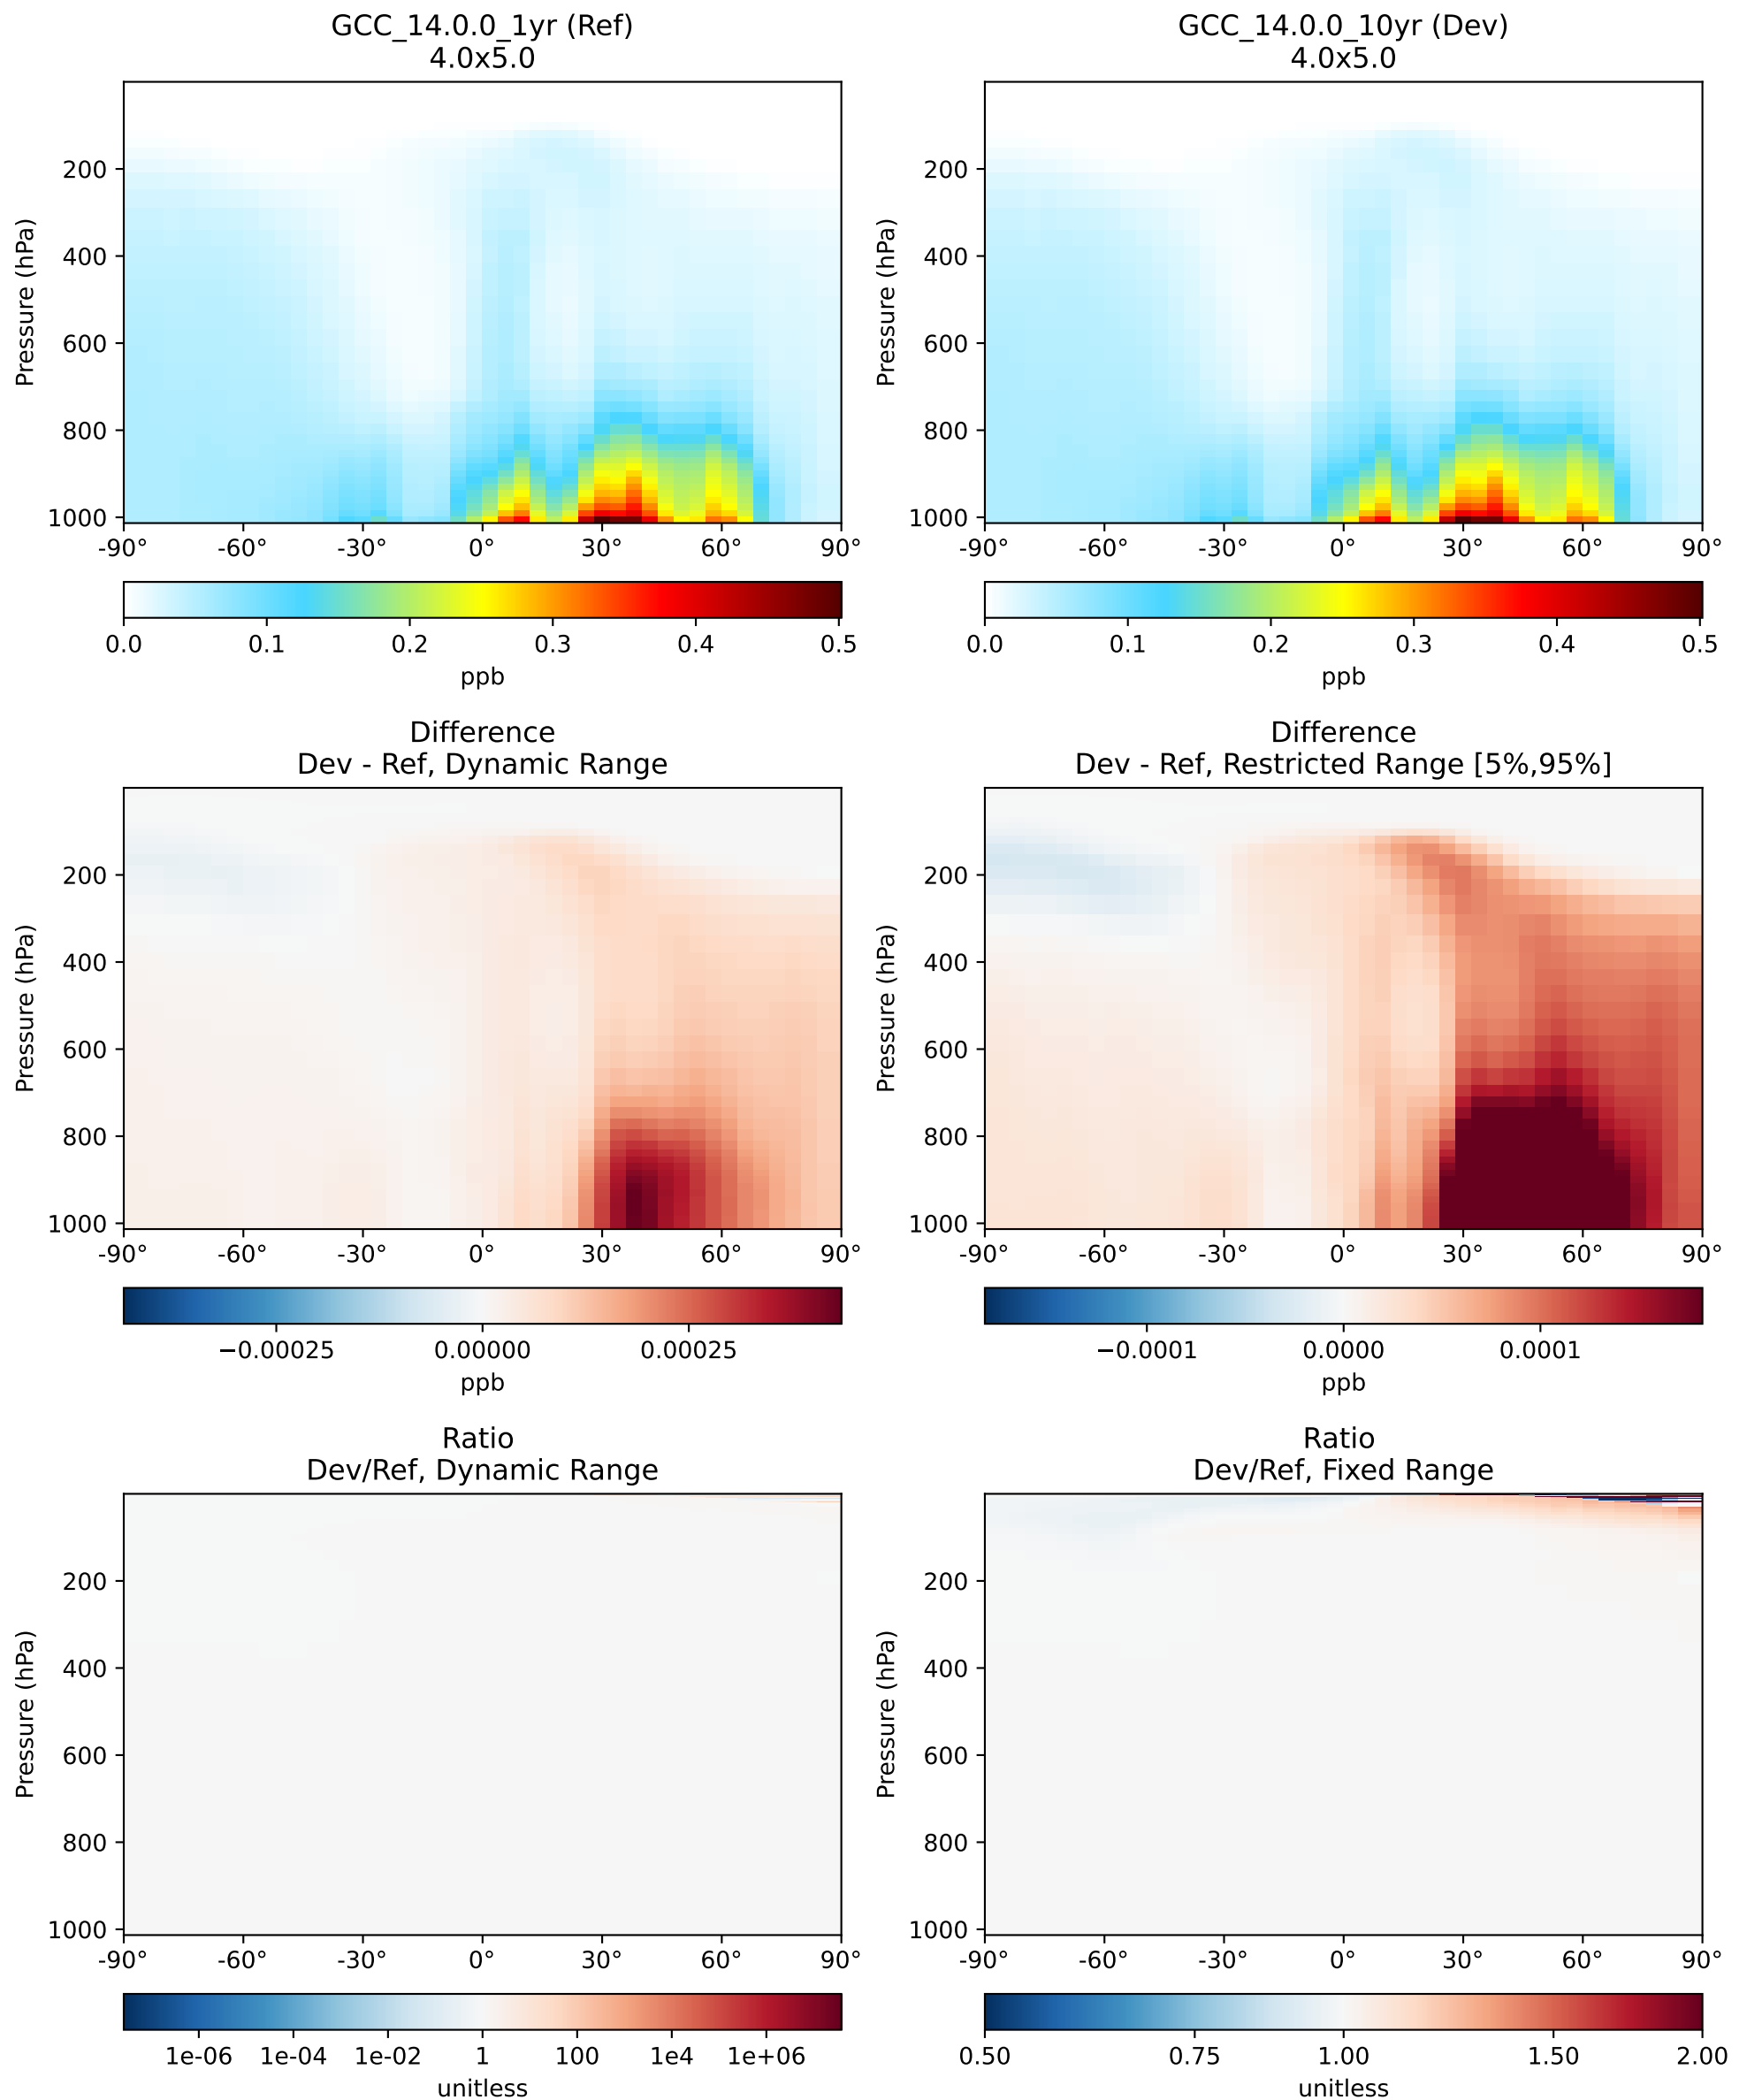 GCC_14.0.0_1yr (Ref)
4.0x5.0
Pressure (hPa)
200
400
600
800
1000
-90° -60° -30° 0° 30° 60° 90°
0.0 0.1 0.2 0.3 0.4 0.5
ppb
GCC_14.0.0_10yr (Dev)
4.0x5.0
Pressure (hPa)
200
400
600
800
1000
-90° -60° -30° 0° 30° 60° 90°
0.0 0.1 0.2 0.3 0.4 0.5
ppb
Difference
Dev - Ref, Dynamic Range
Pressure (hPa)
200
400
600
800
1000
-90° -60° -30° 0° 30° 60° 90°
−0.00025 0.00000 0.00025
ppb
Difference
Dev - Ref, Restricted Range [5%,95%]
Pressure (hPa)
200
400
600
800
1000
-90° -60° -30° 0° 30° 60° 90°
−0.0001 0.0000 0.0001
ppb
Ratio
Dev/Ref, Dynamic Range
Pressure (hPa)
200
400
600
800
1000
-90° -60° -30° 0° 30° 60° 90°
1e-06 1e-04 1e-02 1 100 1e+4 1e+06
unitless
Ratio
Dev/Ref, Fixed Range
Pressure (hPa)
200
400
600
800
1000
-90° -60° -30° 0° 30° 60° 90°
0.50 0.75 1.00 1.50 2.00
unitless